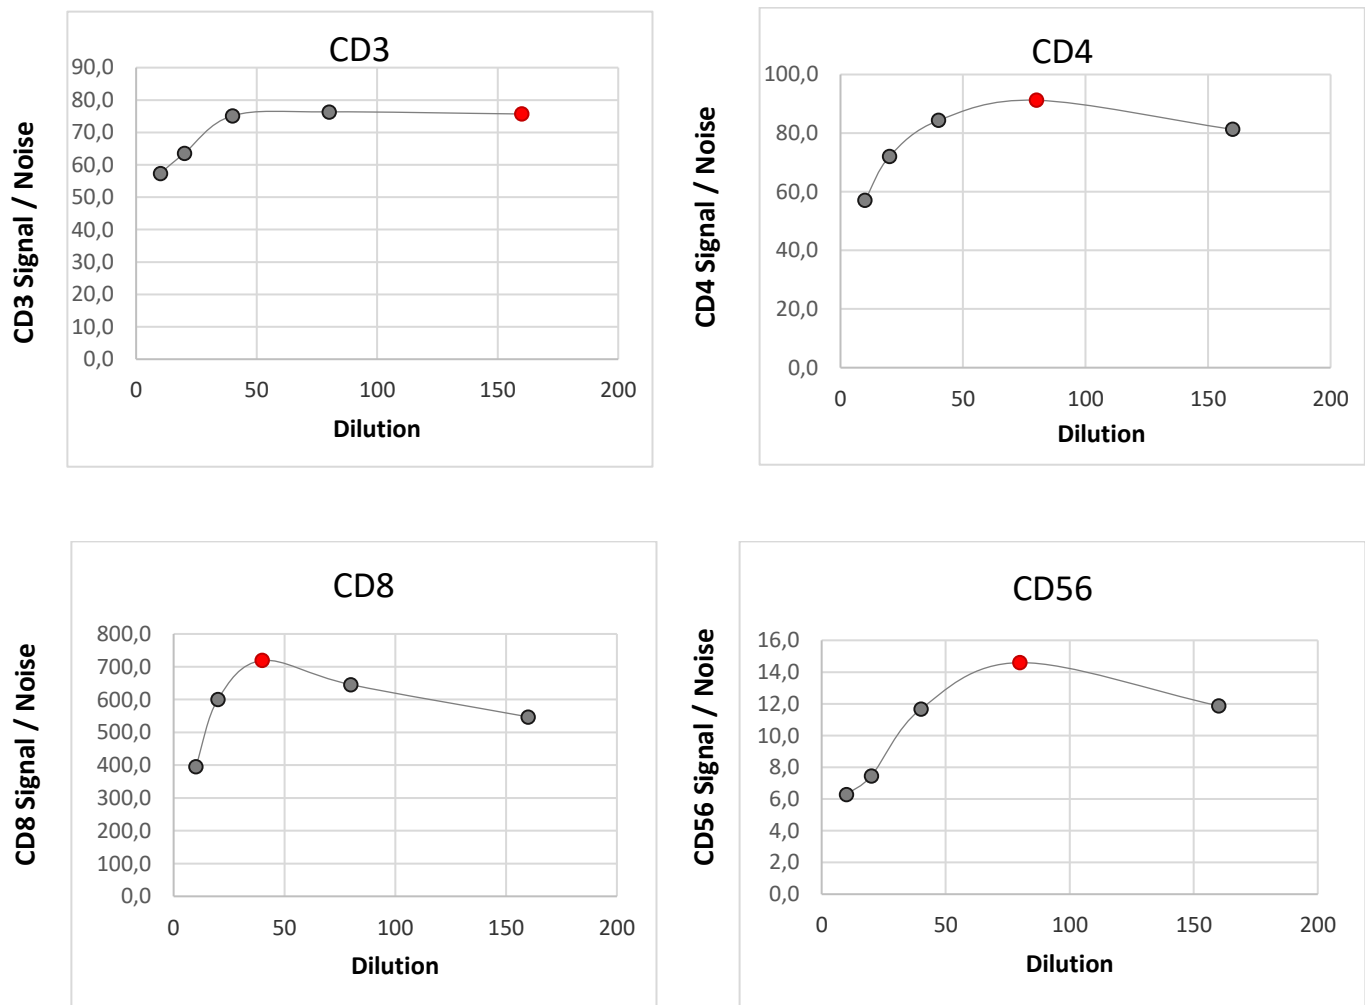 CD3
CD3 Signal / Noise
90,0
80,0
70,0
60,0
50,0
40,0
30,0
20,0
10,0
0,0
0 50 100 150 200
Dilution
CD4
CD4 Signal / Noise
100,0
80,0
60,0
40,0
20,0
0,0
0 50 100 150 200
Dilution
CD8
CD8 Signal / Noise
800,0
700,0
600,0
500,0
400,0
300,0
200,0
100,0
0,0
0 50 100 150 200
Dilution
CD56
CD56 Signal / Noise
16,0
14,0
12,0
10,0
8,0
6,0
4,0
2,0
0,0
0 50 100 150 200
Dilution